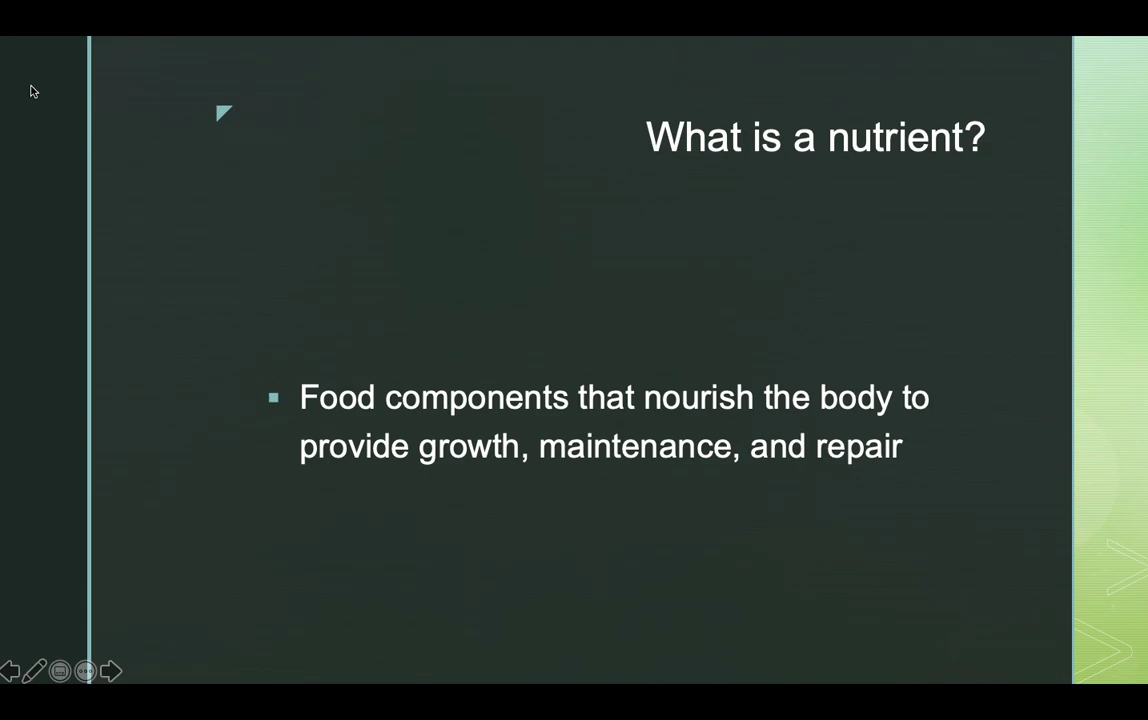 What is a nutrient?
Food components that nourish the body to
provide growth, maintenance, and repair